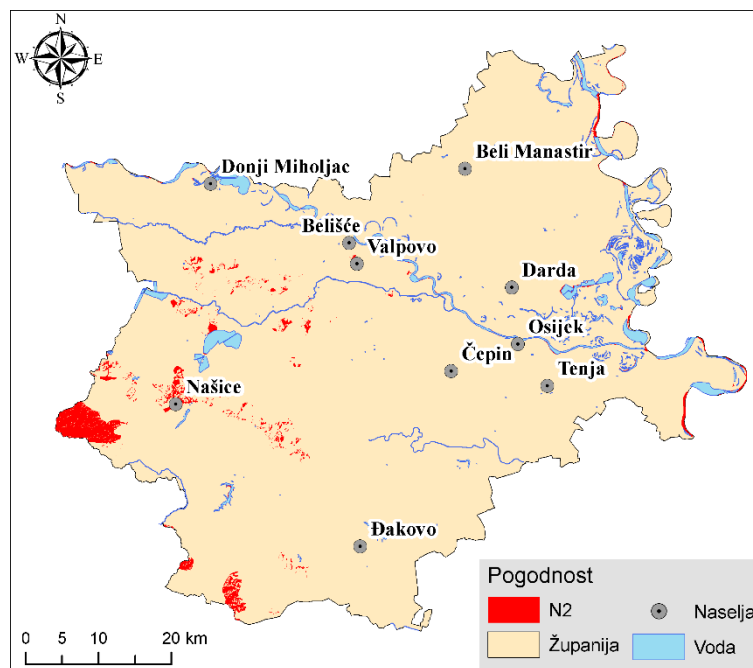 N
W E
S
Donji Miholjac
Beli Manastir
Belišće
Valpovo
Darda
Osijek
Čepin
Tenja
Našice
Đakovo
Pogodnost
N2 Naselja
Županija Voda
0 5 10 20 km